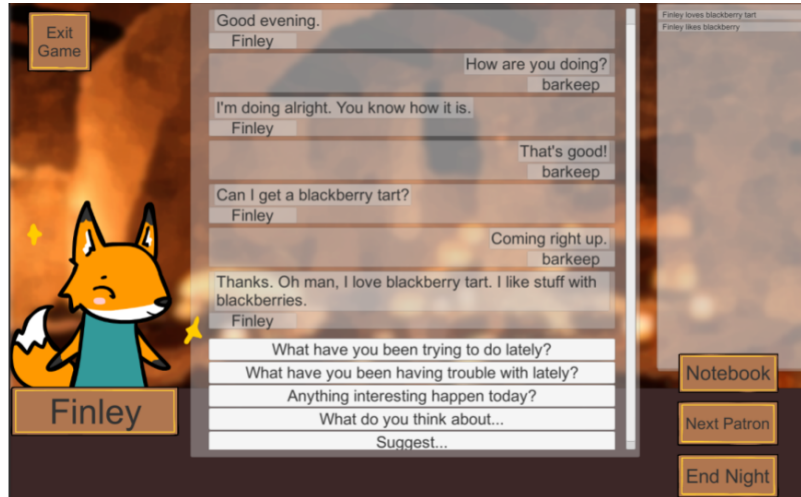 Exit
Game
Good evening.
Finley
How are you doing?
barkeep
I'm doing alright. You know how it is.
Finley
That's good!
barkeep
Can I get a blackberry tart?
Finley
Coming right up.
barkeep
Thanks. Oh man, I love blackberry tart. I like stuff with
blackberries.
Finley
What have you been trying to do lately?
What have you been having trouble with lately?
Anything interesting happen today?
What do you think about...
Suggest...
Finley
Finley loves blackberry tart
Finley likes blackberry
Notebook
Next Patron
End Night